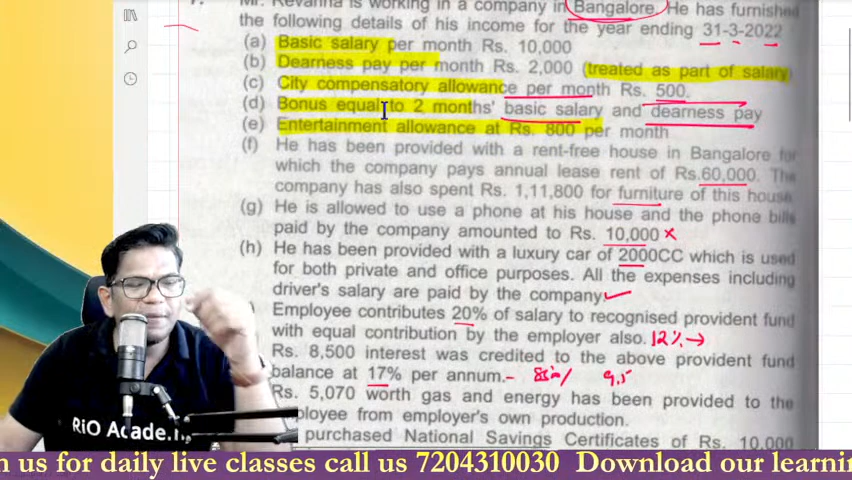 7. Mr. Revanna is working in a company in Bangalore. He has furnished
the following details of his income for the year ending 31-3-2022
(a) Basic salary per month Rs. 10,000
(b) Dearness pay per month Rs. 2,000 (treated as part of salary)
(c) City compensatory allowance per month Rs. 500.
(d) Bonus equal to 2 months' basic salary and dearness pay
(e) Entertainment allowance at Rs. 800 per month
(f) He has been provided with a rent-free house in Bangalore for
which the company pays annual lease rent of Rs.60,000. The
company has also spent Rs. 1,11,800 for furniture of this house
(g) He is allowed to use a phone at his house and the phone bills
paid by the company amounted to Rs. 10,000 ×
(h) He has been provided with a luxury car of 2000CC which is used
for both private and office purposes. All the expenses including
driver's salary are paid by the company ✓
) Employee contributes 20% of salary to recognised provident fund
with equal contribution by the employer also. 12% →
Rs. 8,500 interest was credited to the above provident fund
balance at 17% per annum. 9.5
Rs. 5,070 worth gas and energy has been provided to the
ployee from employer's own production.
purchased National Savings Certificates of Rs. 10,000
RiO Acade
n us for daily live classes call us 7204310030 Download our learnin